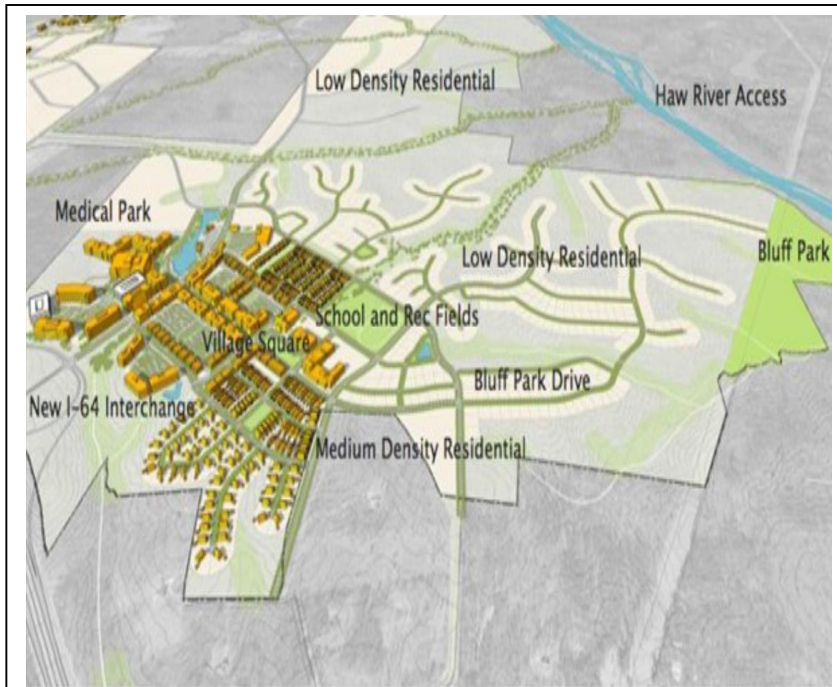 Low Density Residential
Haw River Access
Medical Park
Low Density Residential
Bluff Park
School and Rec Fields
Village Square
Bluff Park Drive
New I-64 Interchange
Medium Density Residential